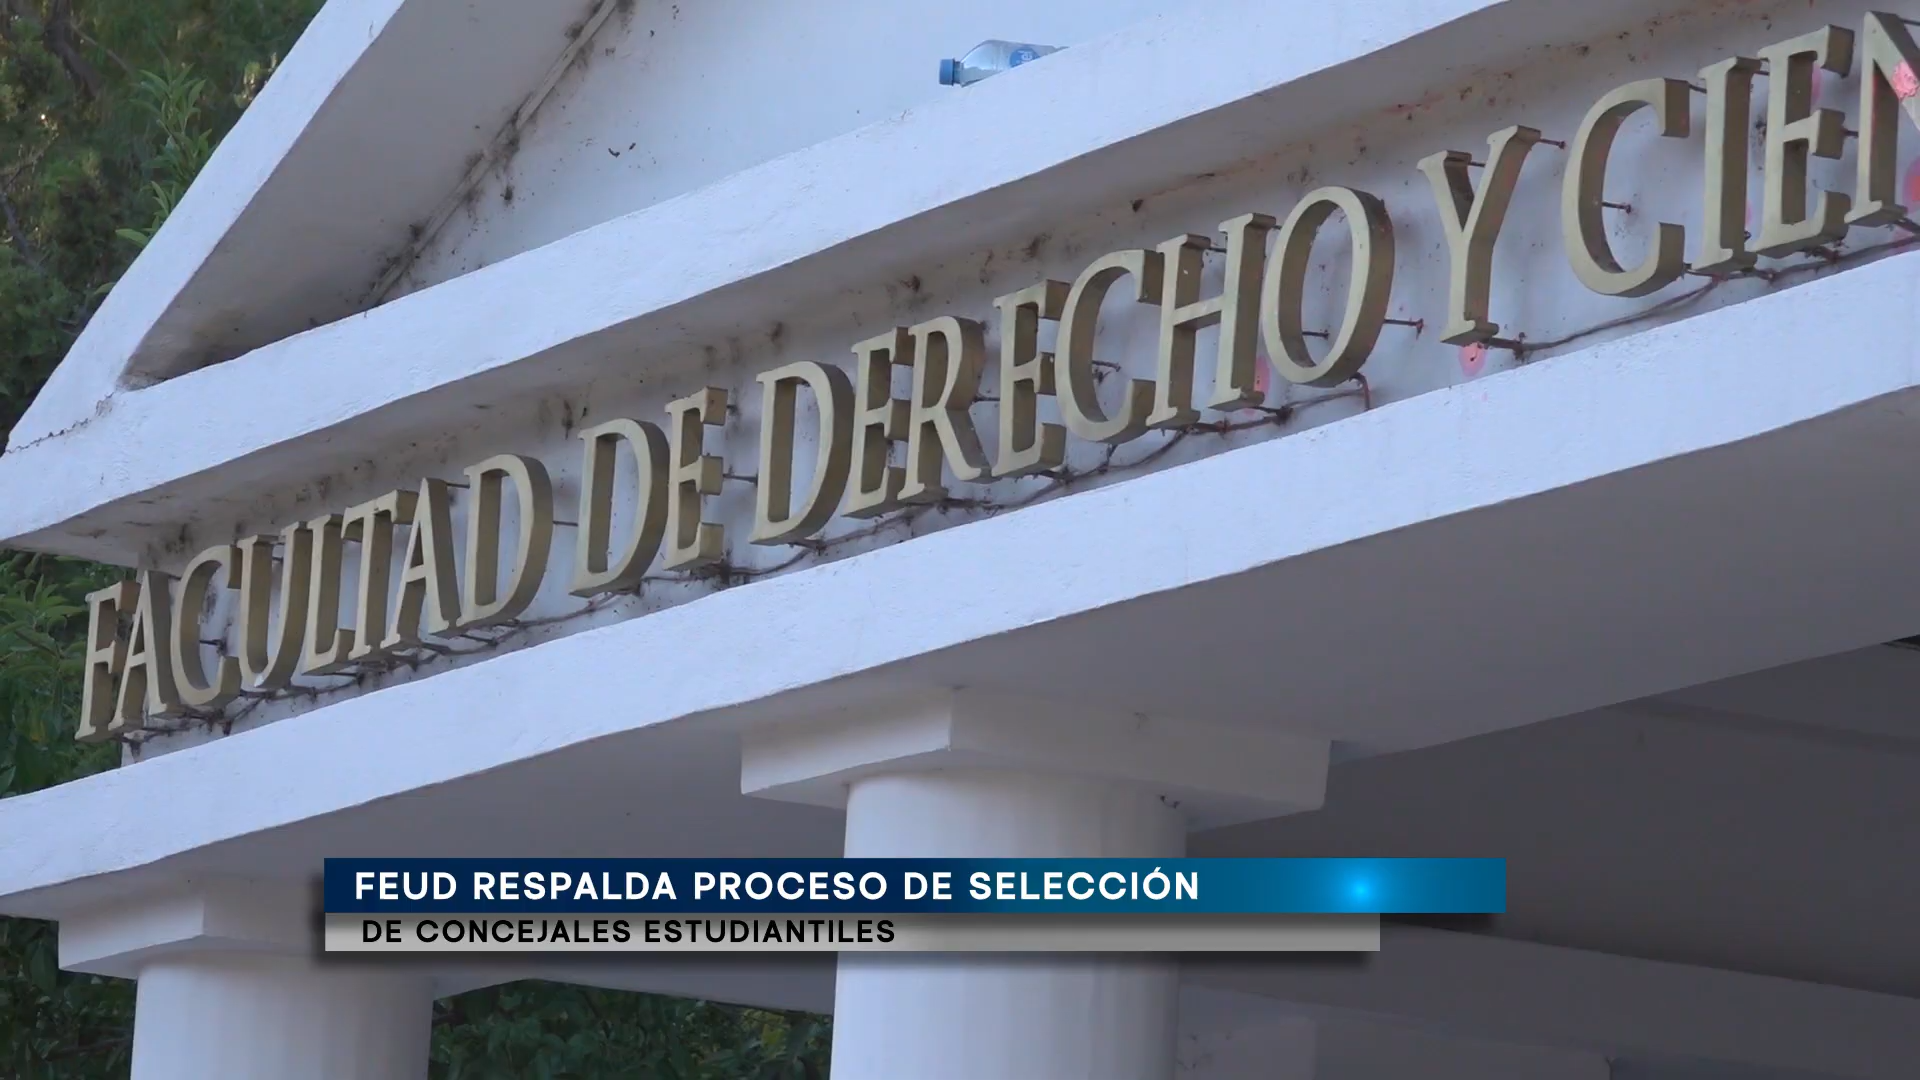 FACULTAD DE DERECHO Y CIEN
FEUD RESPALDA PROCESO DE SELECCIÓN
DE CONCEJALES ESTUDIANTILES